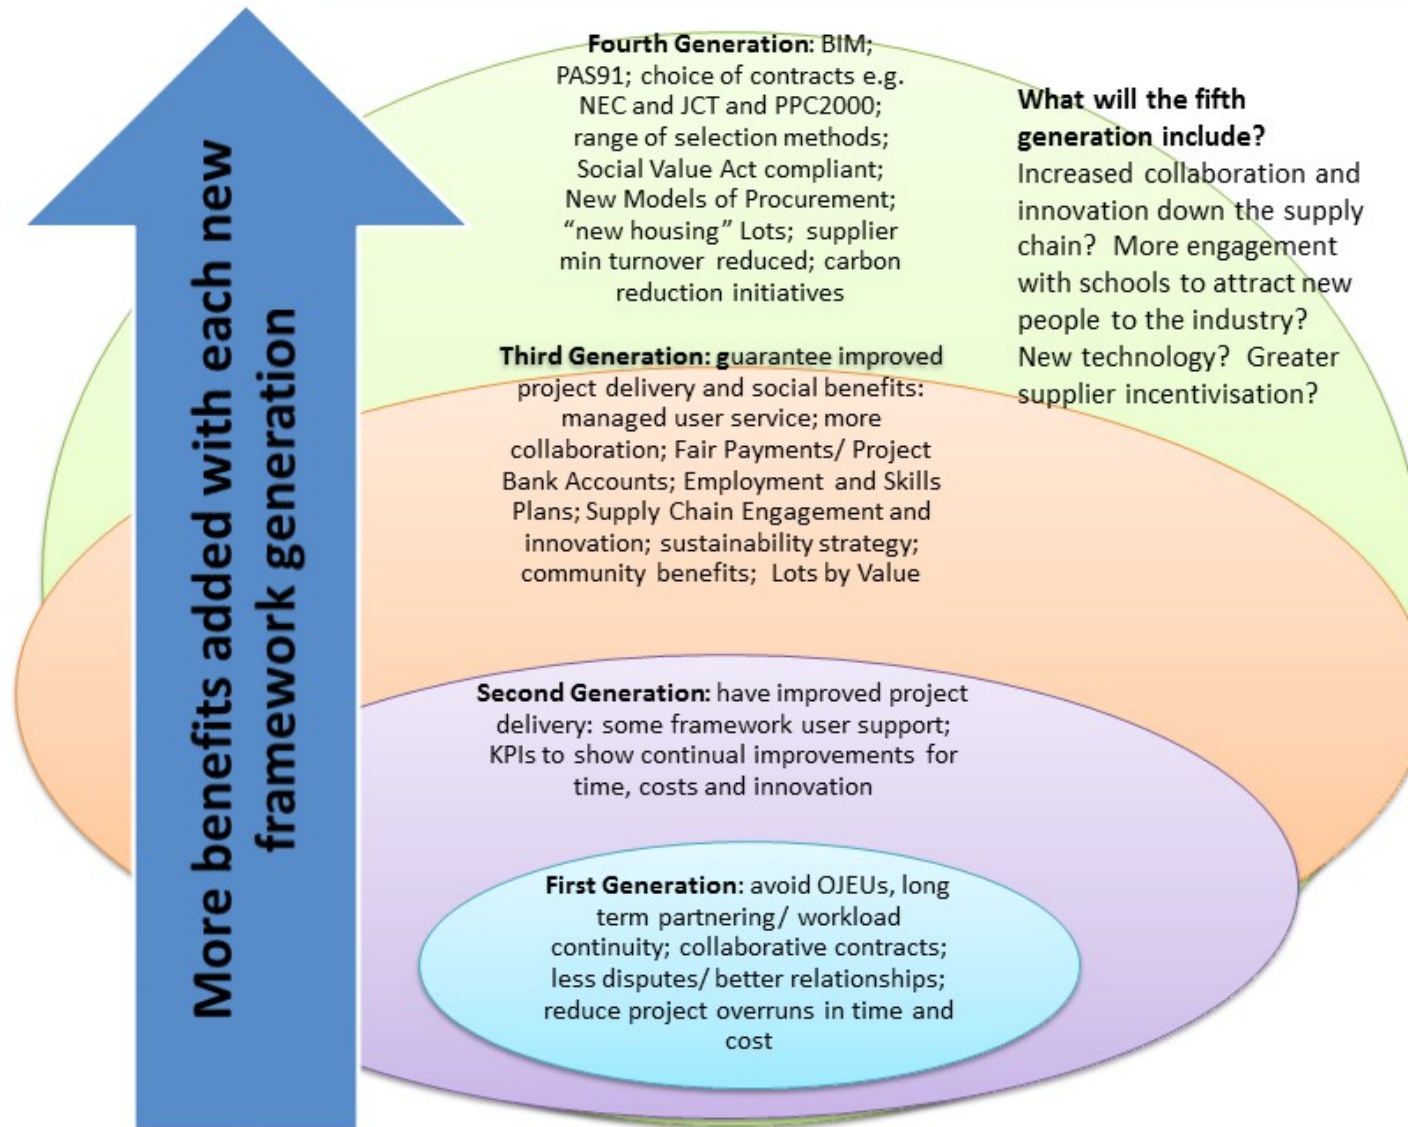 More benefits added with each new
framework generation
Fourth Generation: BIM;
PAS91; choice of contracts e.g.
NEC and JCT and PPC2000;
range of selection methods;
Social Value Act compliant;
New Models of Procurement;
“new housing” Lots; supplier
min turnover reduced; carbon
reduction initiatives
What will the fifth
generation include?
Increased collaboration and
innovation down the supply
chain? More engagement
with schools to attract new
people to the industry?
New technology? Greater
supplier incentivisation?
Third Generation: guarantee improved
project delivery and social benefits:
managed user service; more
collaboration; Fair Payments/ Project
Bank Accounts; Employment and Skills
Plans; Supply Chain Engagement and
innovation; sustainability strategy;
community benefits; Lots by Value
Second Generation: have improved project
delivery: some framework user support;
KPIs to show continual improvements for
time, costs and innovation
First Generation: avoid OJEUs, long
term partnering/ workload
continuity; collaborative contracts;
less disputes/ better relationships;
reduce project overruns in time and
cost